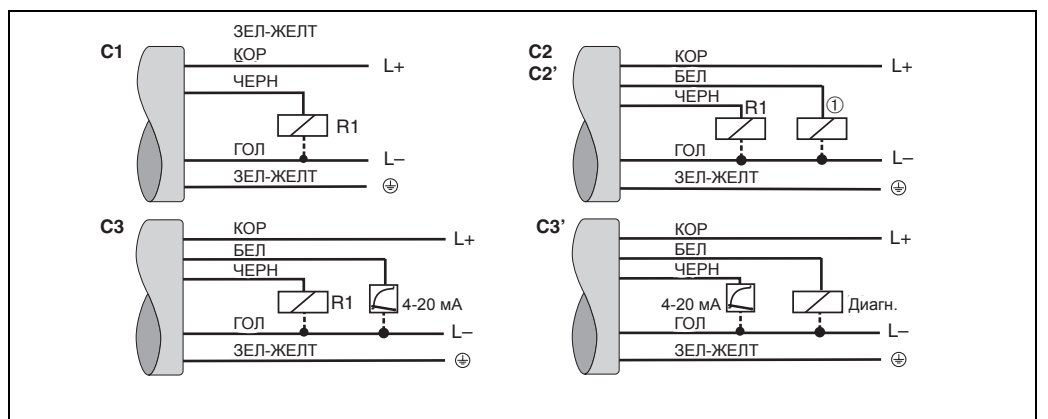 C1
ЗЕЛ-ЖЕЛТ
КОР
L+
ЧЕРН
R1
ГОЛ
L–
ЗЕЛ-ЖЕЛТ
C2
C2'
КОР
L+
БЕЛ
ЧЕРН
R1
①
ГОЛ
L–
ЗЕЛ-ЖЕЛТ
C3
КОР
L+
БЕЛ
ЧЕРН
R1
4-20 мА
ГОЛ
L–
ЗЕЛ-ЖЕЛТ
C3'
КОР
L+
БЕЛ
ЧЕРН
4-20 мА
Диагн.
ГОЛ
L–
ЗЕЛ-ЖЕЛТ